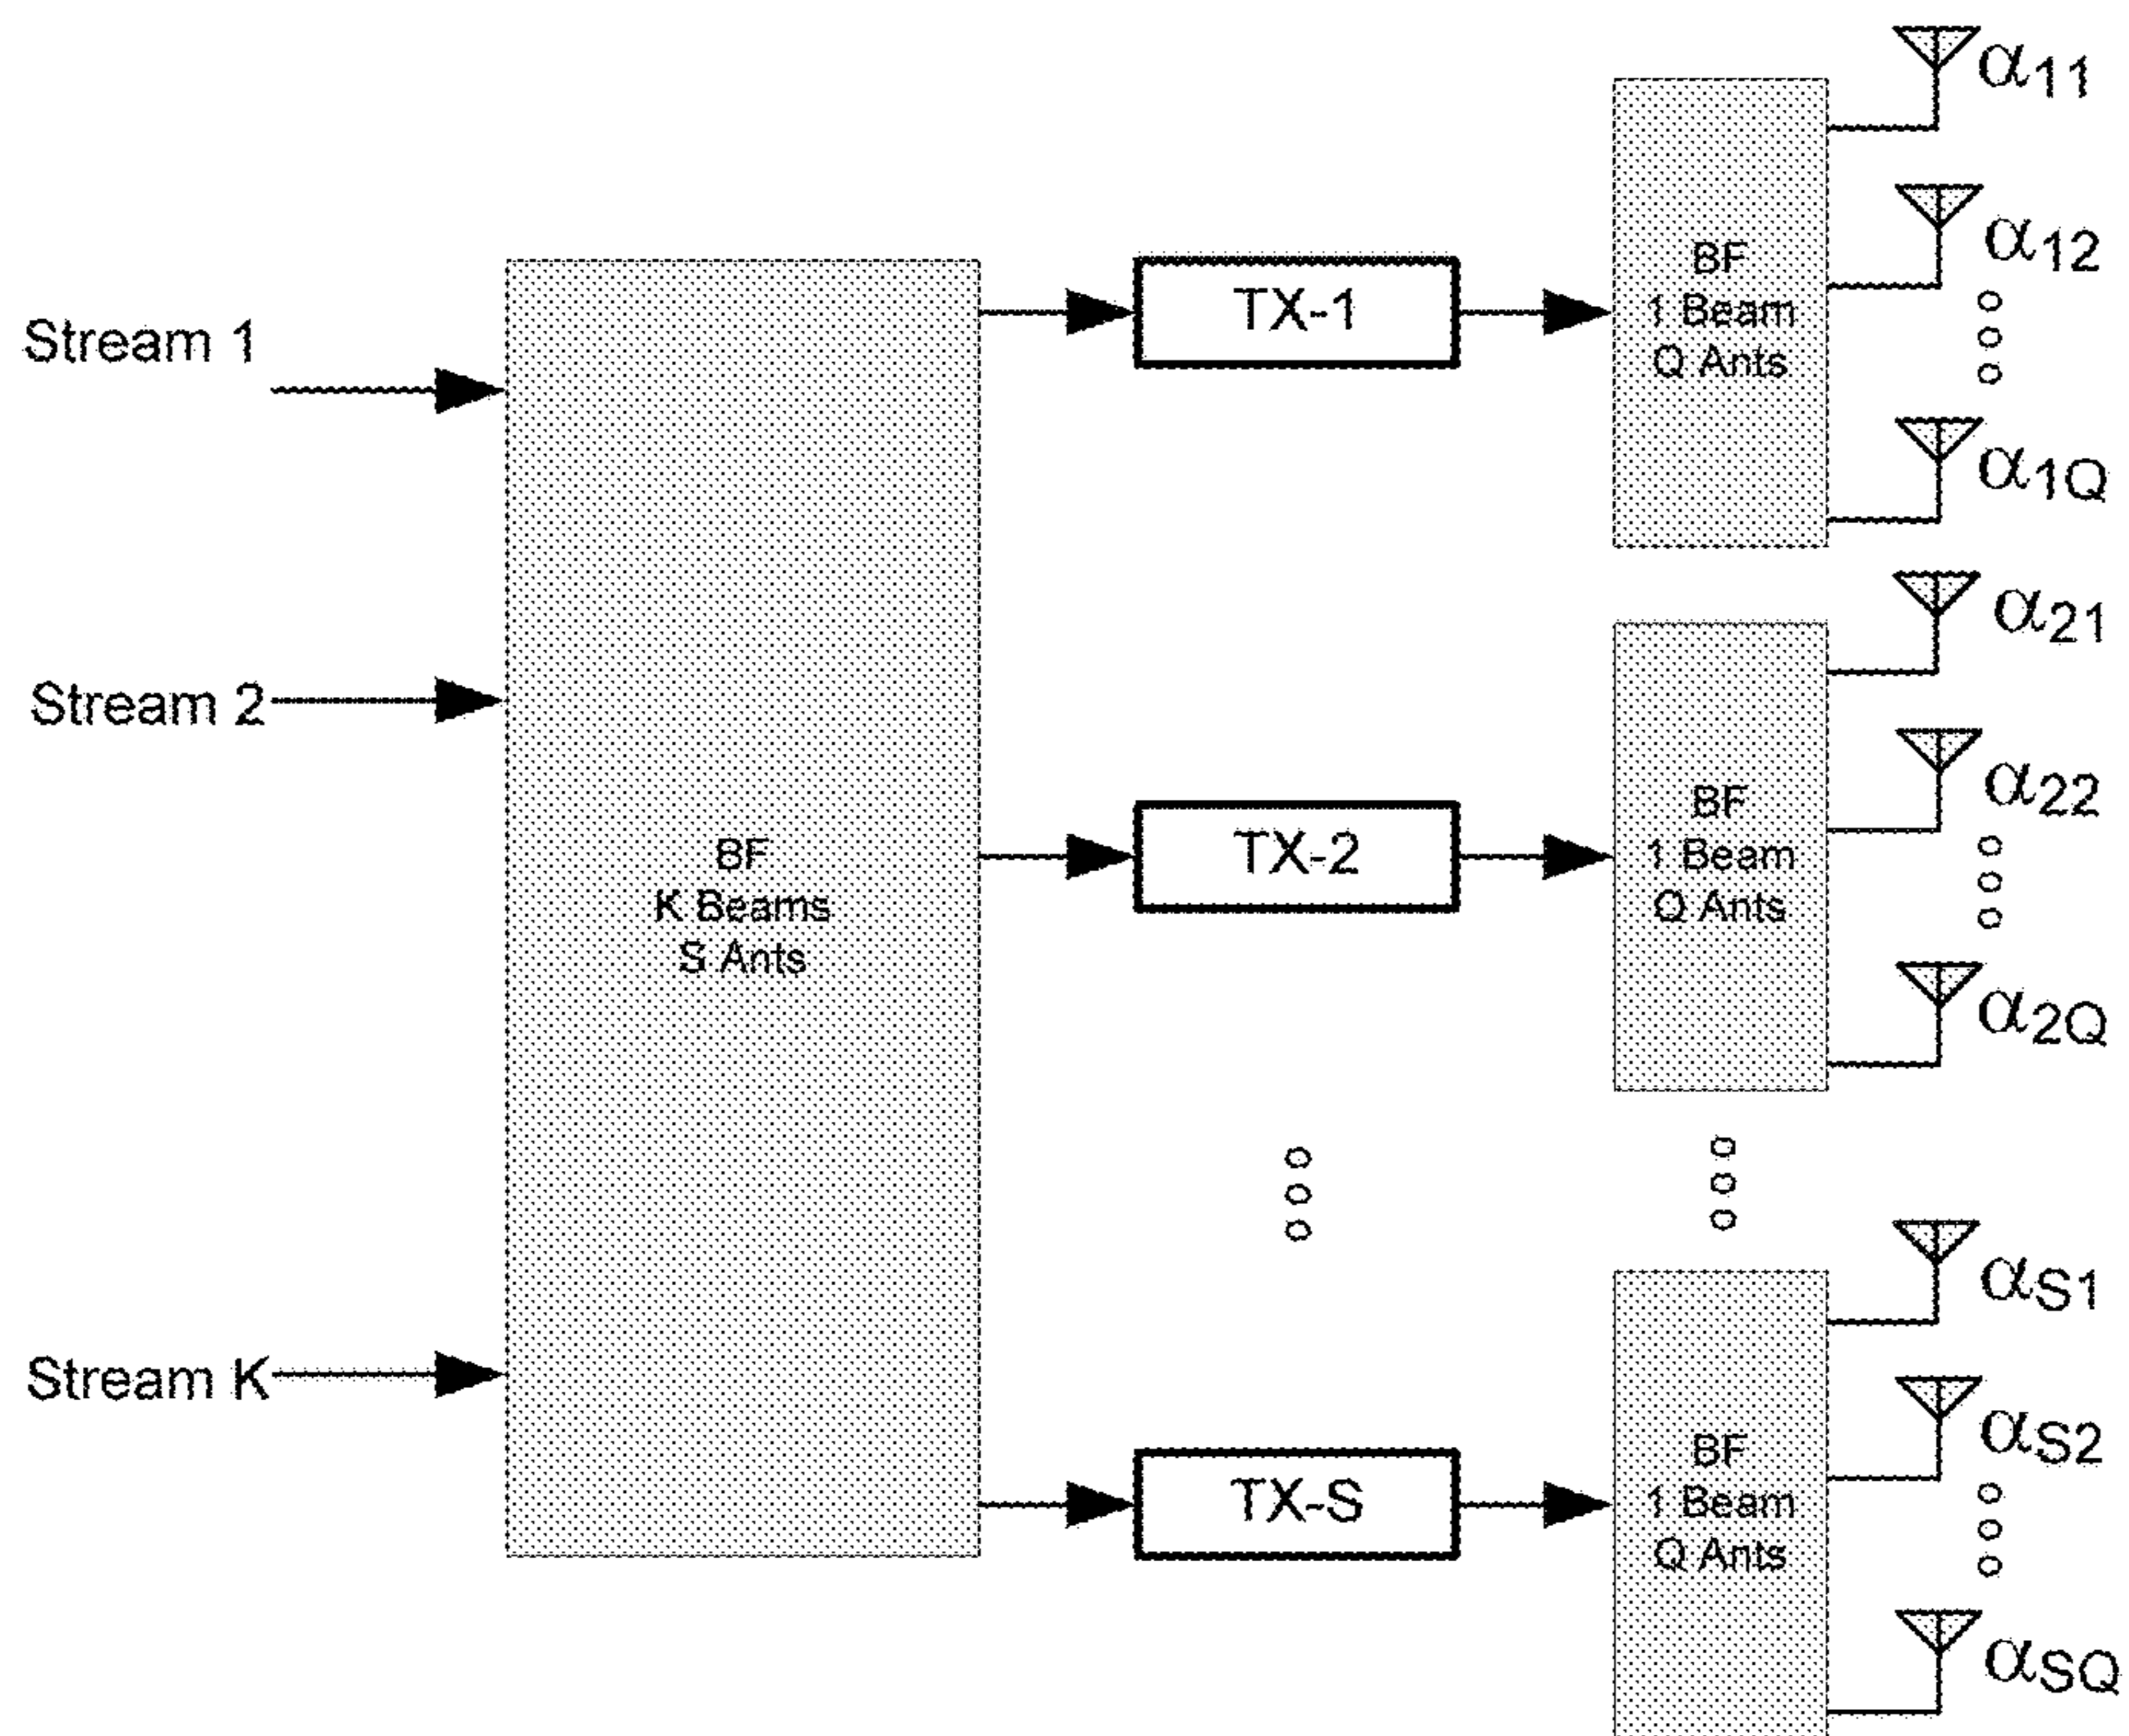 Stream 1
Stream 2
Stream K
BF
K Beams
S Ants
TX-1
TX-2
TX-S
BF
1 Beam
Q Ants
BF
1 Beam
Q Ants
BF
1 Beam
Q Ants
α11
α12
α1Q
α21
α22
α2Q
αS1
αS2
αSQ